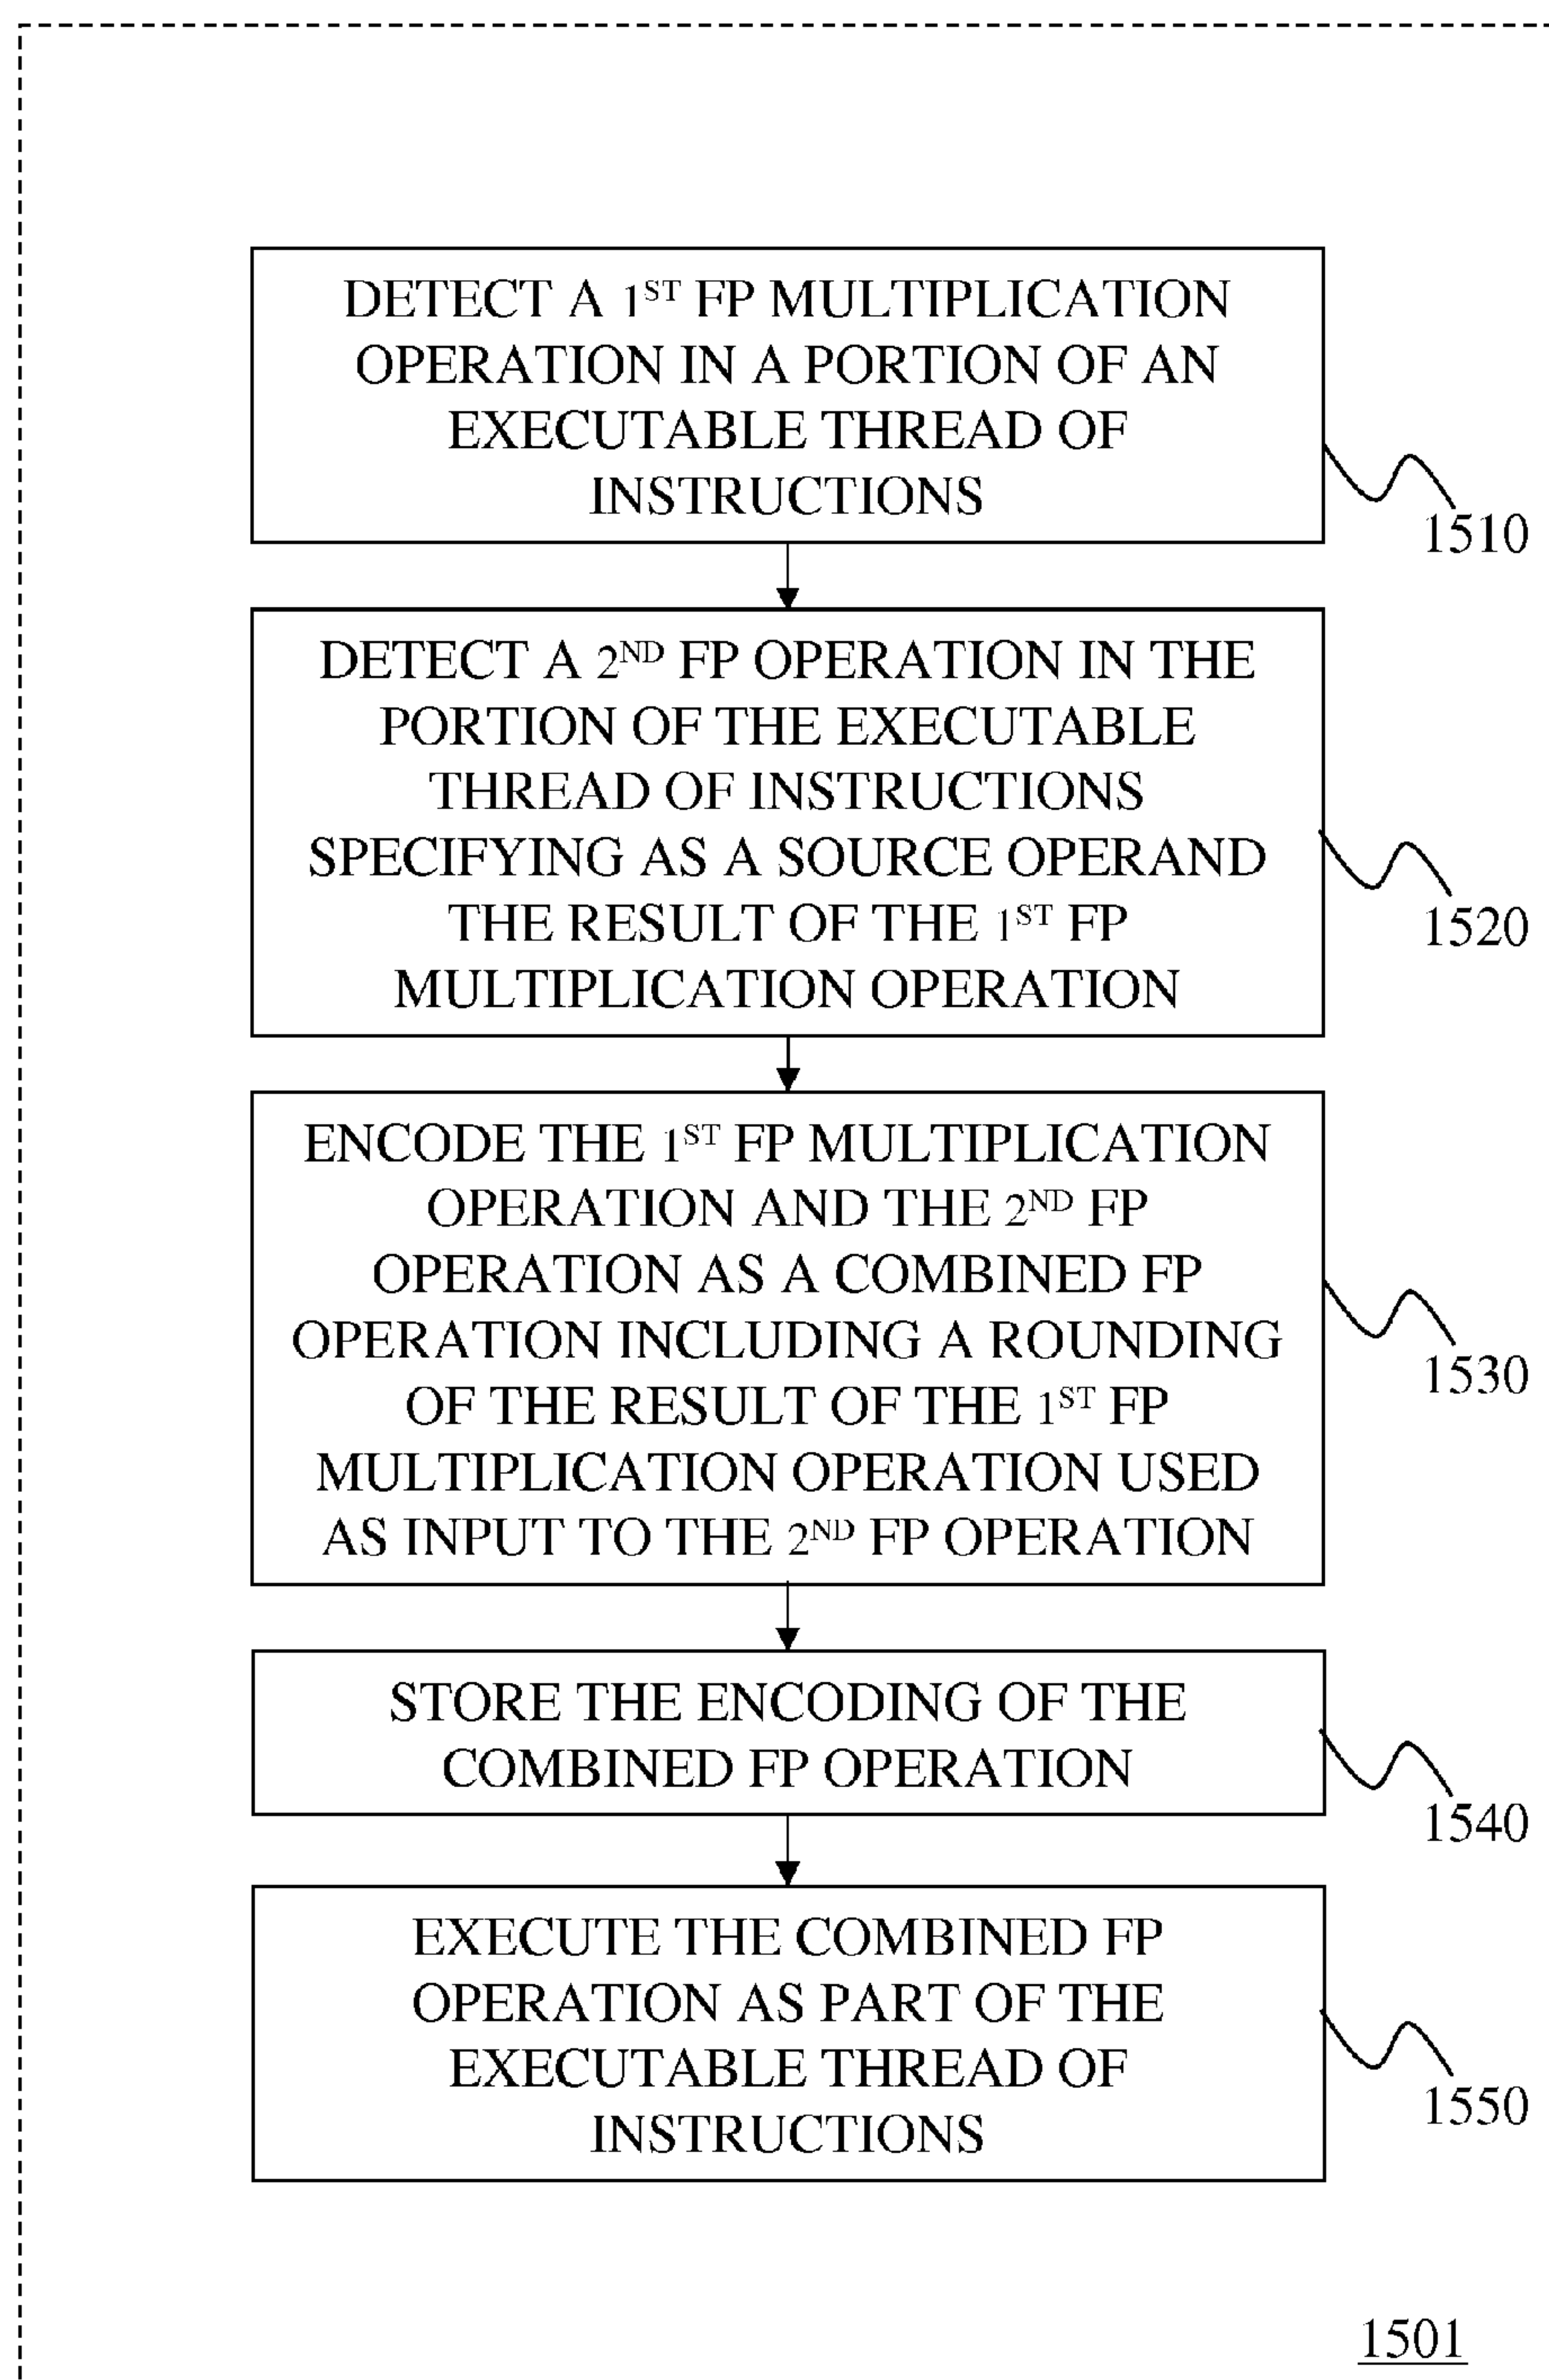 DETECT A 1ST FP MULTIPLICATION
OPERATION IN A PORTION OF AN
EXECUTABLE THREAD OF
INSTRUCTIONS
1510
DETECT A 2ND FP OPERATION IN THE
PORTION OF THE EXECUTABLE
THREAD OF INSTRUCTIONS
SPECIFYING AS A SOURCE OPERAND
THE RESULT OF THE 1ST FP
MULTIPLICATION OPERATION
1520
ENCODE THE 1ST FP MULTIPLICATION
OPERATION AND THE 2ND FP
OPERATION AS A COMBINED FP
OPERATION INCLUDING A ROUNDING
OF THE RESULT OF THE 1ST FP
MULTIPLICATION OPERATION USED
AS INPUT TO THE 2ND FP OPERATION
1530
STORE THE ENCODING OF THE
COMBINED FP OPERATION
1540
EXECUTE THE COMBINED FP
OPERATION AS PART OF THE
EXECUTABLE THREAD OF
INSTRUCTIONS
1550
1501